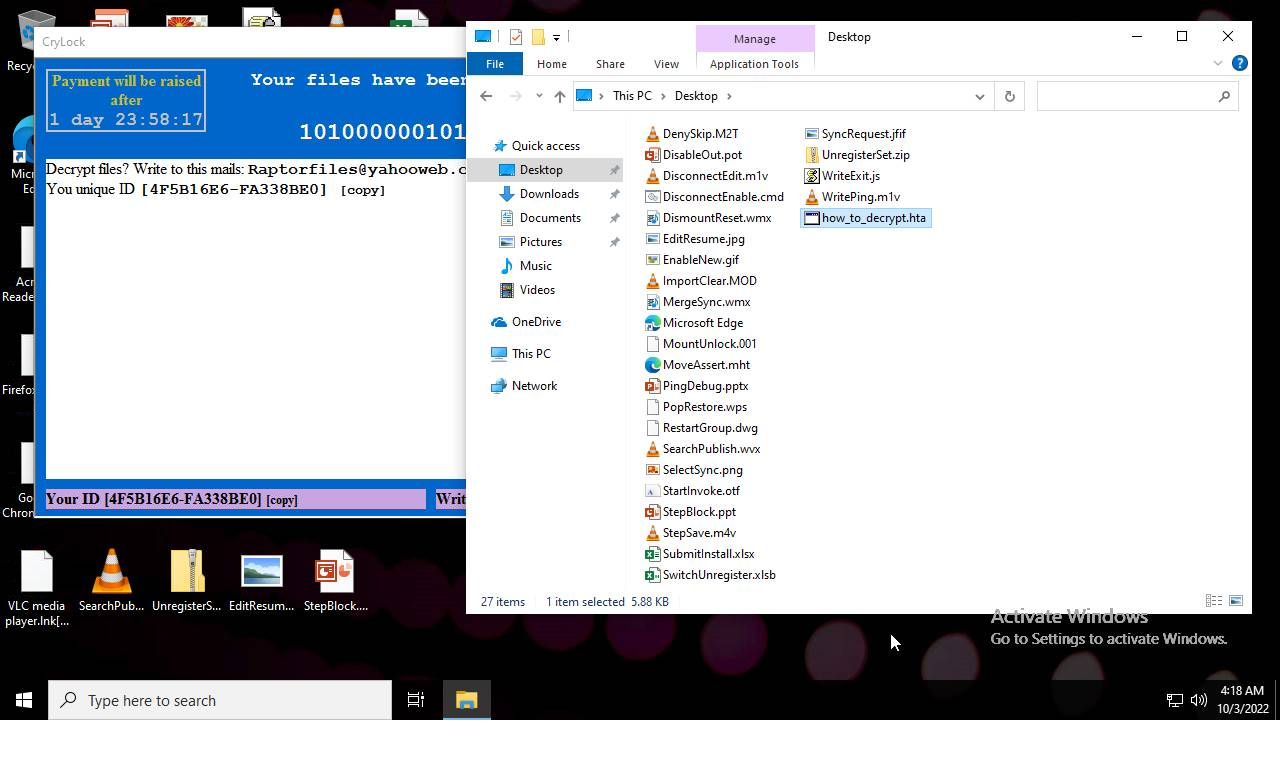 CryLock
Payment will be raised
after
1 day 23:58:17
Your files have been
101000000101
Decrypt files? Write to this mails: Raptorfiles@yahooweb.c
You unique ID [4F5B16E6-FA338BE0] [copy]
Your ID [4F5B16E6-FA338BE0] [copy]
Writ
Manage
Desktop
File
Home
Share
View
Application Tools
This PC
Desktop
Quick access
Desktop
Downloads
Documents
Pictures
Music
Videos
OneDrive
This PC
Network
DenySkip.M2T
DisableOut.pot
DisconnectEdit.m1v
DisconnectEnable.cmd
DismountReset.wmx
EditResume.jpg
EnableNew.gif
ImportClear.MOD
MergeSync.wmx
Microsoft Edge
MountUnlock.001
MoveAssert.mht
PingDebug.pptx
PopRestore.wps
RestartGroup.dwg
SearchPublish.wvx
SelectSync.png
StartInvoke.otf
StepBlock.ppt
StepSave.m4v
SubmitInstall.xlsx
SwitchUnregister.xlsb
SyncRequest.jfif
UnregisterSet.zip
WriteExit.js
WritePing.m1v
how_to_decrypt.hta
27 items
1 item selected 5.88 KB
Recy
Micr
Ed
Acr
Reade
Firefox
Go
Chron
VLC media
player.lnk[...
SearchPub...
UnregisterS...
EditResum...
StepBlock....
Activate Windows
Go to Settings to activate Windows.
Type here to search
4:18 AM
10/3/2022